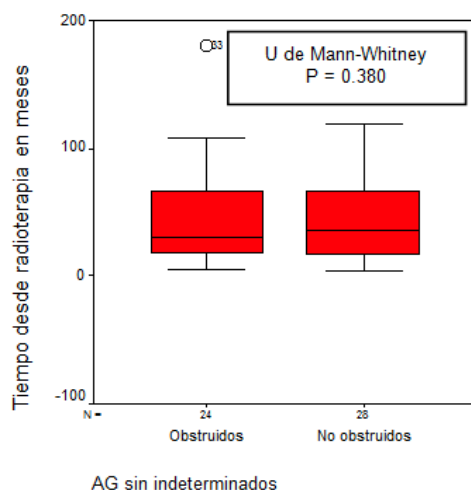 200
33
U de Mann-Whitney
P = 0.380
100
0
-100
Tiempo desde radioterapia en meses
N =
24
28
Obstruidos
No obstruidos
AG sin indeterminados